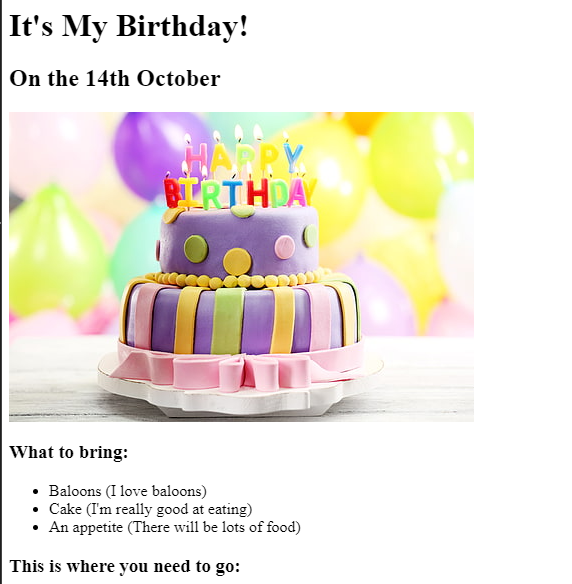 It's My Birthday!
On the 14th October
HAPPY
BIRTHDAY
What to bring:
Baloons (I love baloons)
Cake (I'm really good at eating)
An appetite (There will be lots of food)
This is where you need to go: